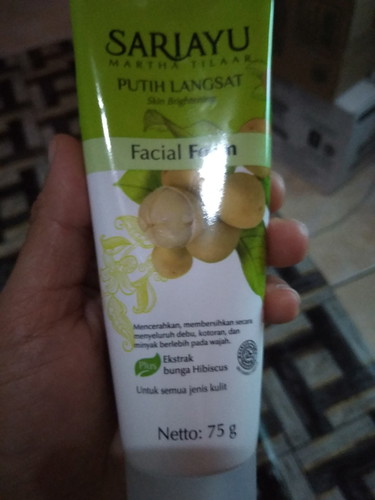 SARIAYU
MARTHA TILAAR
PUTIH LANGSAT
Skin Brightening
Facial Foam
Mencerahkan, membersihkan secara
menyeluruh debu, kotoran, dan
minyak berlebih pada wajah.
Plus Ekstrak
bunga Hibiscus
Untuk semua jenis kulit
Netto: 75 g